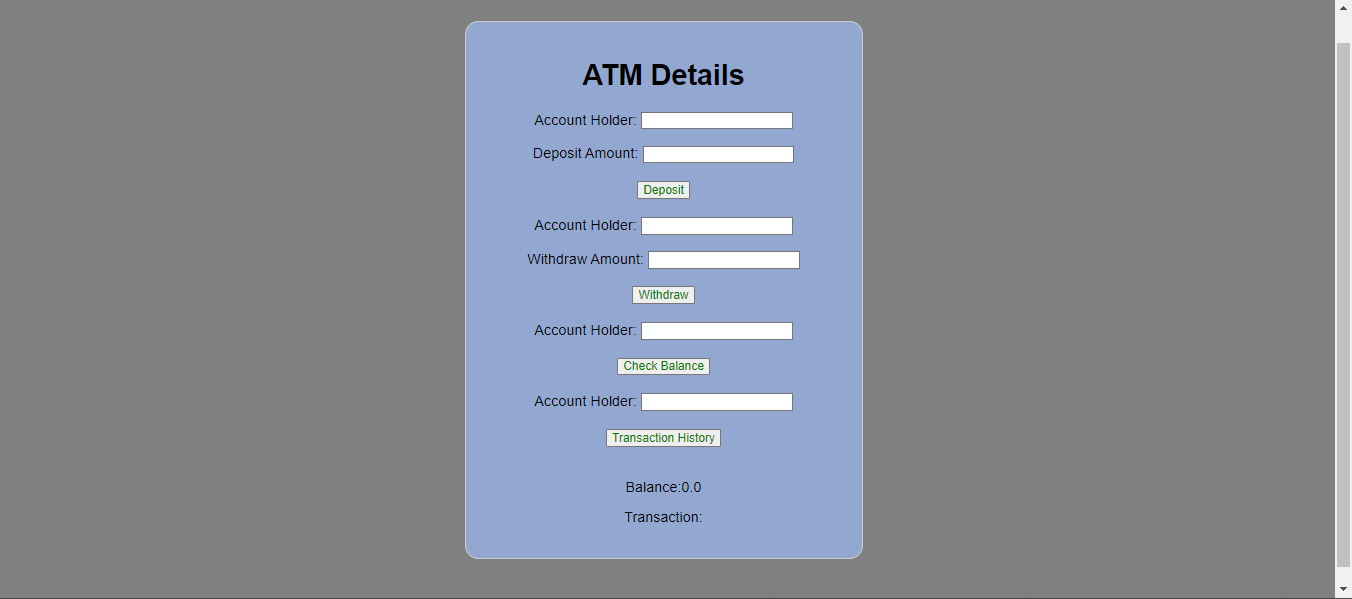 ATM Details
Account Holder:
Deposit Amount:
Deposit
Account Holder:
Withdraw Amount:
Withdraw
Account Holder:
Check Balance
Account Holder:
Transaction History
Balance:0.0
Transaction: